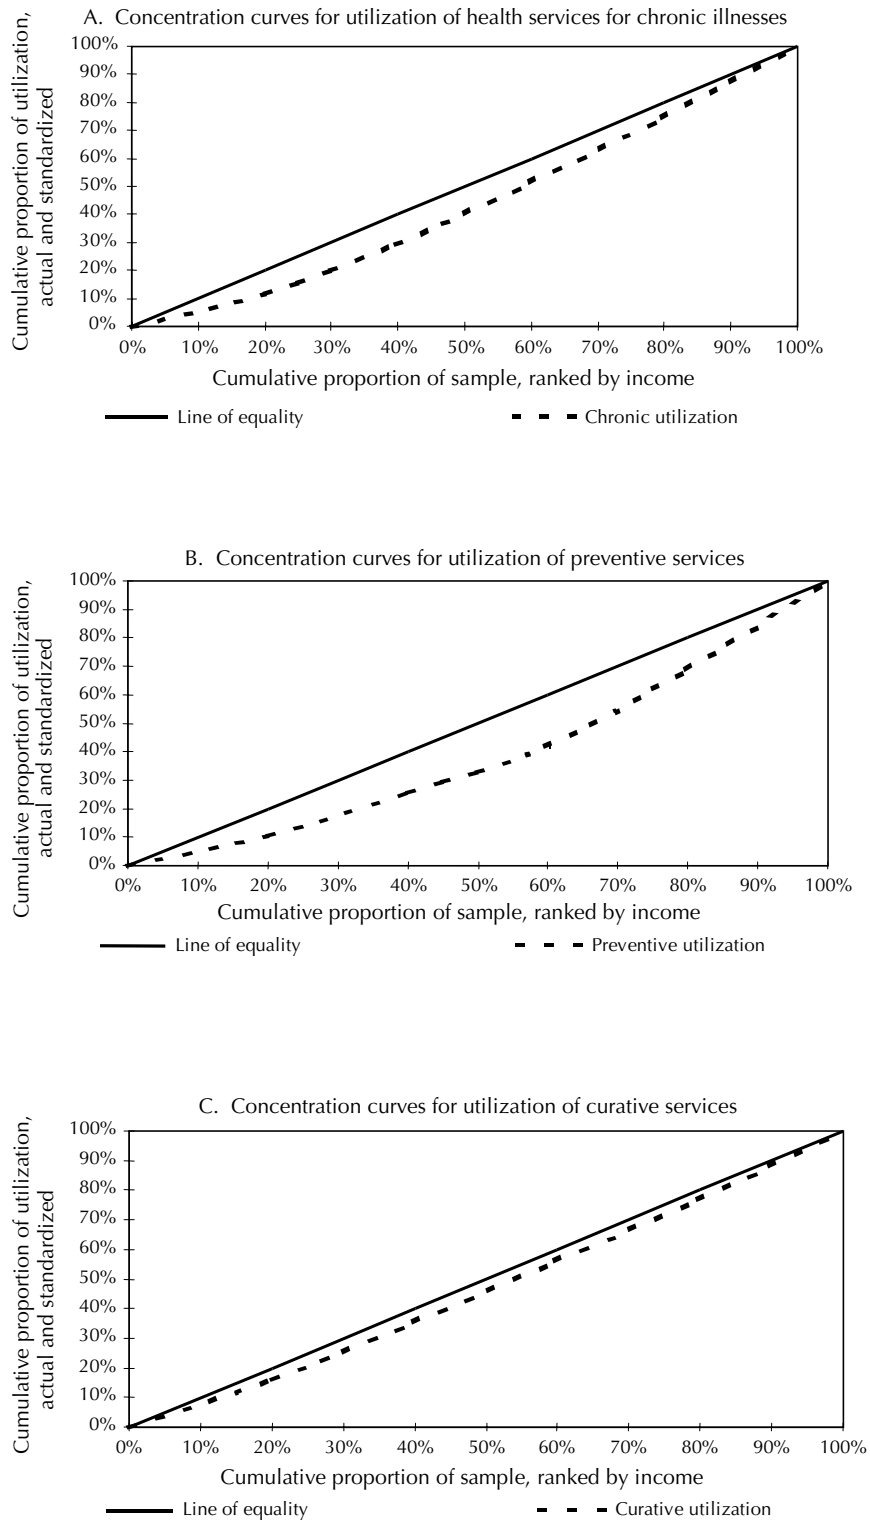 A. Concentration curves for utilization of health services for chronic illnesses
Cumulative proportion of utilization,
actual and standardized
100%
90%
80%
70%
60%
50%
40%
30%
20%
10%
0%
0% 10% 20% 30% 40% 50% 60% 70% 80% 90% 100%
Cumulative proportion of sample, ranked by income
Line of equality Chronic utilization
B. Concentration curves for utilization of preventive services
Cumulative proportion of utilization,
actual and standardized
100%
90%
80%
70%
60%
50%
40%
30%
20%
10%
0%
0% 10% 20% 30% 40% 50% 60% 70% 80% 90% 100%
Cumulative proportion of sample, ranked by income
Line of equality Preventive utilization
C. Concentration curves for utilization of curative services
Cumulative proportion of utilization,
actual and standardized
100%
90%
80%
70%
60%
50%
40%
30%
20%
10%
0%
0% 10% 20% 30% 40% 50% 60% 70% 80% 90% 100%
Cumulative proportion of sample, ranked by income
Line of equality Curative utilization